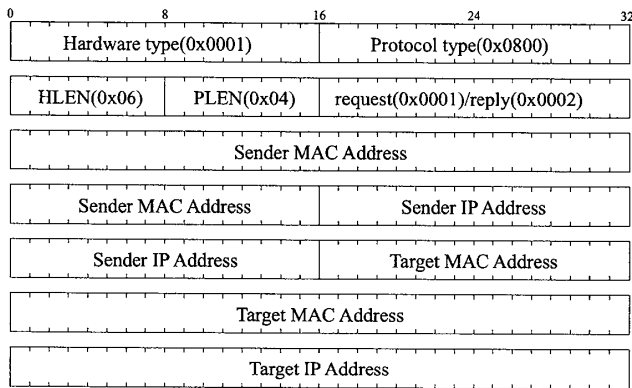 0 8 16 24 32
Hardware type(0x0001) Protocol type(0x0800)
HLEN(0x06) PLEN(0x04) request(0x0001)/reply(0x0002)
Sender MAC Address
Sender MAC Address Sender IP Address
Sender IP Address Target MAC Address
Target MAC Address
Target IP Address